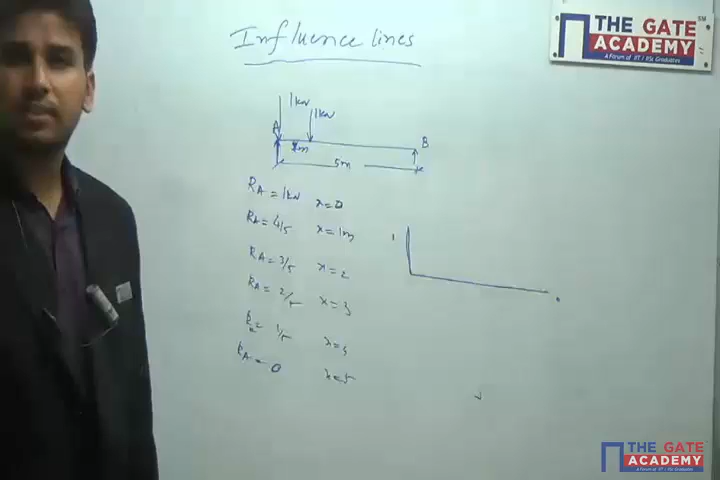 Influence lines
THE GATE
ACADEMY
A Forum of IIT / IISc Graduates
1kN
1kN
A
B
1m
5m
RA = 1kN x=0
RA = 4/5 x=1m
RA = 3/5 x=2
RA = 2/5 x=3
RA = 1/5
RA = 0 x=5
1
THE GATE
ACADEMY
A Forum of IIT / IISc Graduates